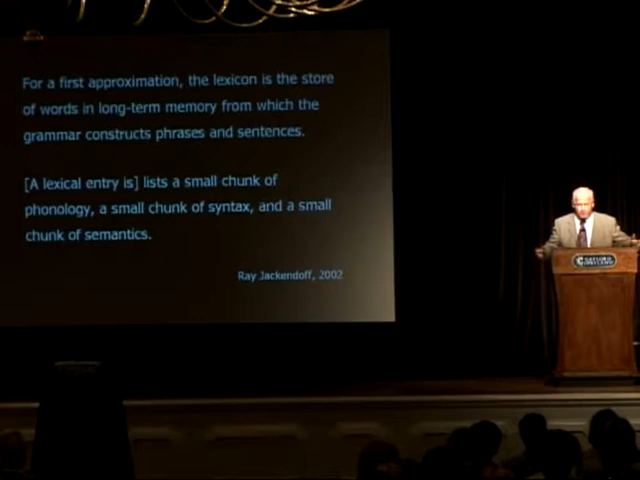 For a first approximation, the lexicon is the store
of words in long-term memory from which the
grammar constructs phrases and sentences.
[A lexical entry is] lists a small chunk of
phonology, a small chunk of syntax, and a small
chunk of semantics.
Ray Jackendoff, 2002
GAYLORD